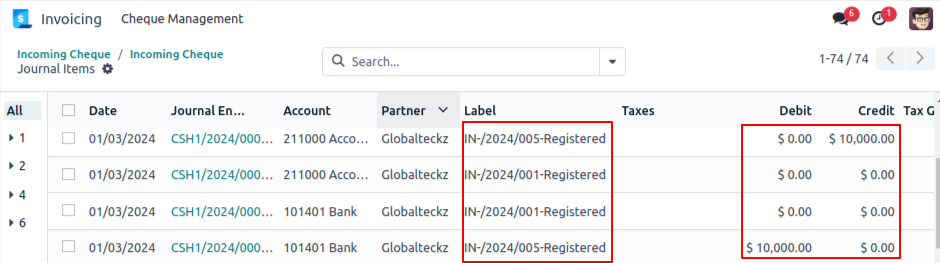 Invoicing Cheque Management 6 1
Incoming Cheque / Incoming Cheque
Journal Items Search... 1-74 / 74
All Date Journal En... Account Partner Label Taxes Debit Credit Tax G
1 01/03/2024 CSH1/2024/000... 211000 Acco... Globalteckz IN-/2024/005-Registered $ 0.00 $ 10,000.00
2 01/03/2024 CSH1/2024/000... 211000 Acco... Globalteckz IN-/2024/001-Registered $ 0.00 $ 0.00
4 01/03/2024 CSH1/2024/000... 101401 Bank Globalteckz IN-/2024/001-Registered $ 0.00 $ 0.00
6 01/03/2024 CSH1/2024/000... 101401 Bank Globalteckz IN-/2024/005-Registered $ 10,000.00 $ 0.00